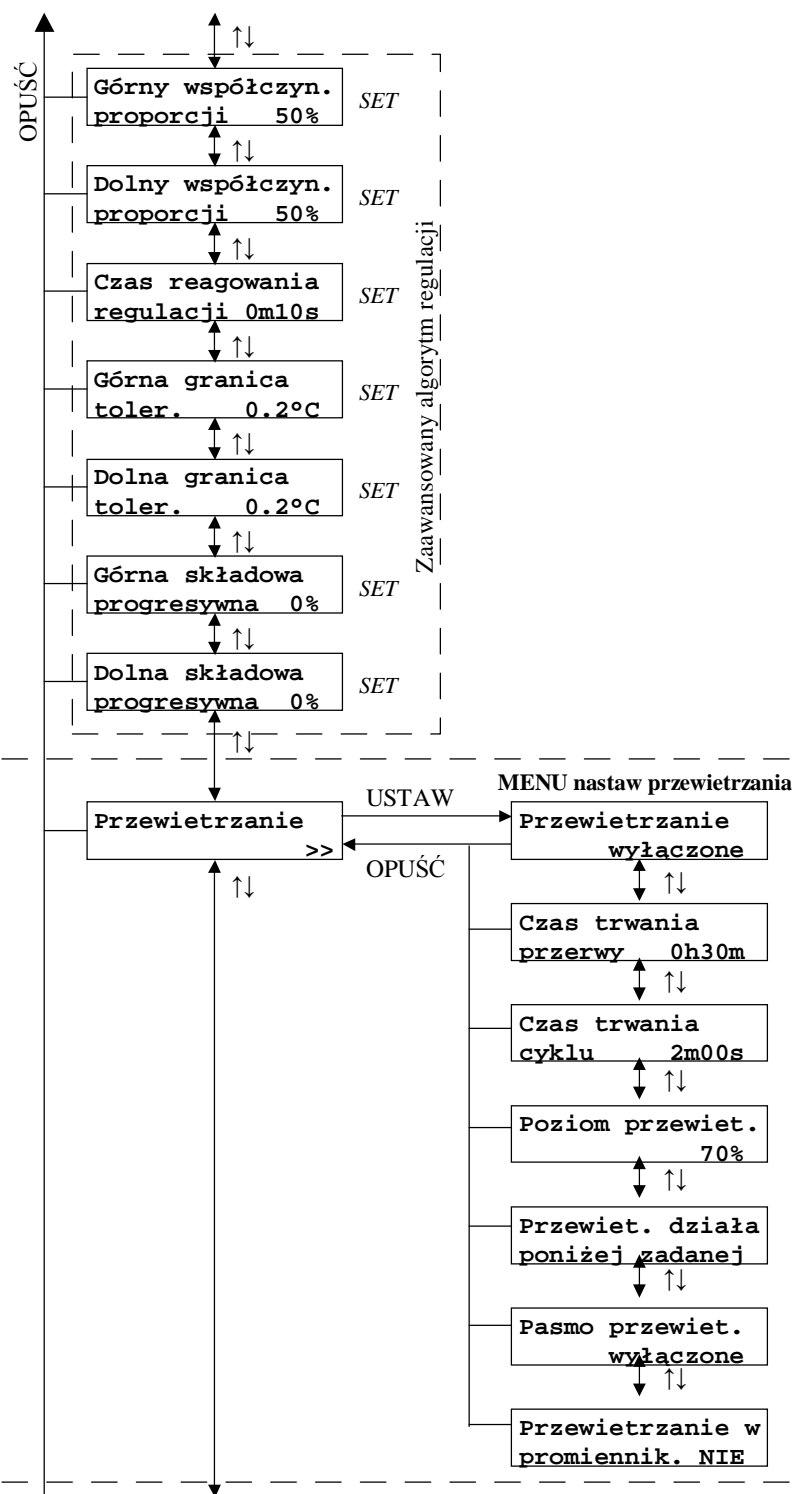 ↑↓
OPUŚĆ
Górny współczyn.
proporcji 50%
SET
↑↓
Dolny współczyn.
proporcji 50%
SET
↑↓
Czas reagowania
regulacji 0m10s
SET
↑↓
Górna granica
toler. 0.2°C
SET
↑↓
Dolna granica
toler. 0.2°C
SET
↑↓
Górna składowa
progresywna 0%
SET
↑↓
Dolna składowa
progresywna 0%
SET
↑↓
Zaawansowany algorytm regulacji
Przewietrzanie
>>
↑↓
USTAW
OPUŚĆ
MENU nastaw przewietrzania
Przewietrzanie
wyłączone
↑↓
Czas trwania
przerwy 0h30m
↑↓
Czas trwania
cyklu 2m00s
↑↓
Poziom przewiet.
70%
↑↓
Przewiet. działa
poniżej zadanej
↑↓
Pasmo przewiet.
wyłączone
↑↓
Przewietrzanie w
promiennik. NIE